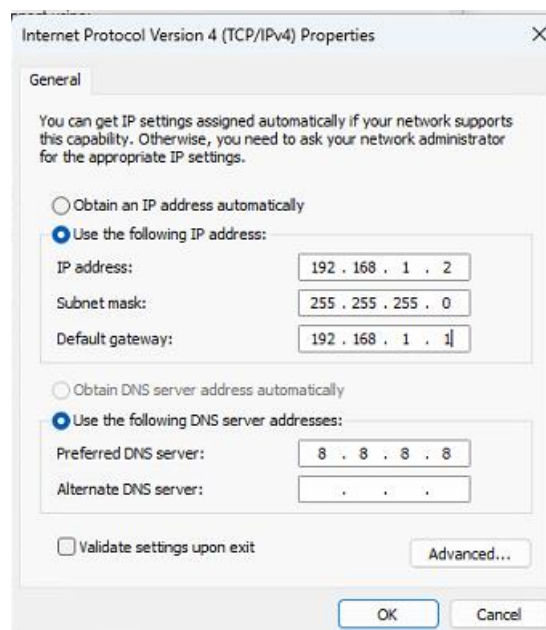 Internet Protocol Version 4 (TCP/IPv4) Properties
General
You can get IP settings assigned automatically if your network supports
this capability. Otherwise, you need to ask your network administrator
for the appropriate IP settings.
Obtain an IP address automatically
Use the following IP address:
IP address: 192 . 168 . 1 . 2
Subnet mask: 255 . 255 . 255 . 0
Default gateway: 192 . 168 . 1 . 1
Obtain DNS server address automatically
Use the following DNS server addresses:
Preferred DNS server: 8 . 8 . 8 . 8
Alternate DNS server: . . .
Validate settings upon exit
Advanced...
OK Cancel